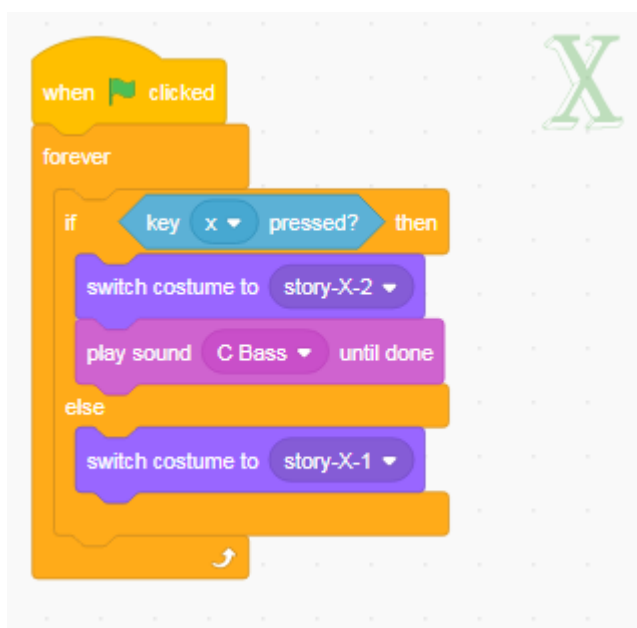 X
when clicked
forever
if key x pressed? then
switch costume to story-X-2
play sound C Bass until done
else
switch costume to story-X-1